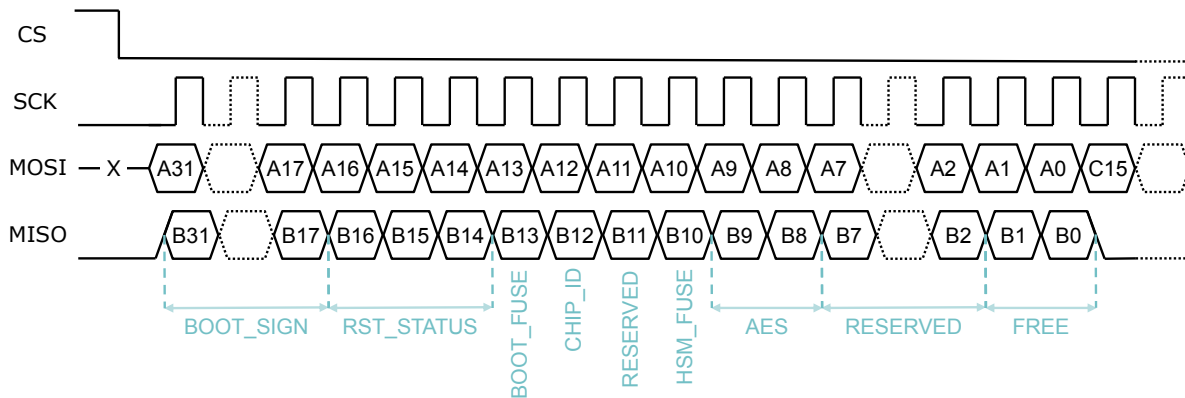 CS
SCK
MOSI X A31 A17 A16 A15 A14 A13 A12 A11 A10 A9 A8 A7 A2 A1 A0 C15
MISO B31 B17 B16 B15 B14 B13 B12 B11 B10 B9 B8 B7 B2 B1 B0
BOOT_SIGN RST_STATUS BOOT_FUSE CHIP_ID RESERVED HSM_FUSE AES RESERVED FREE